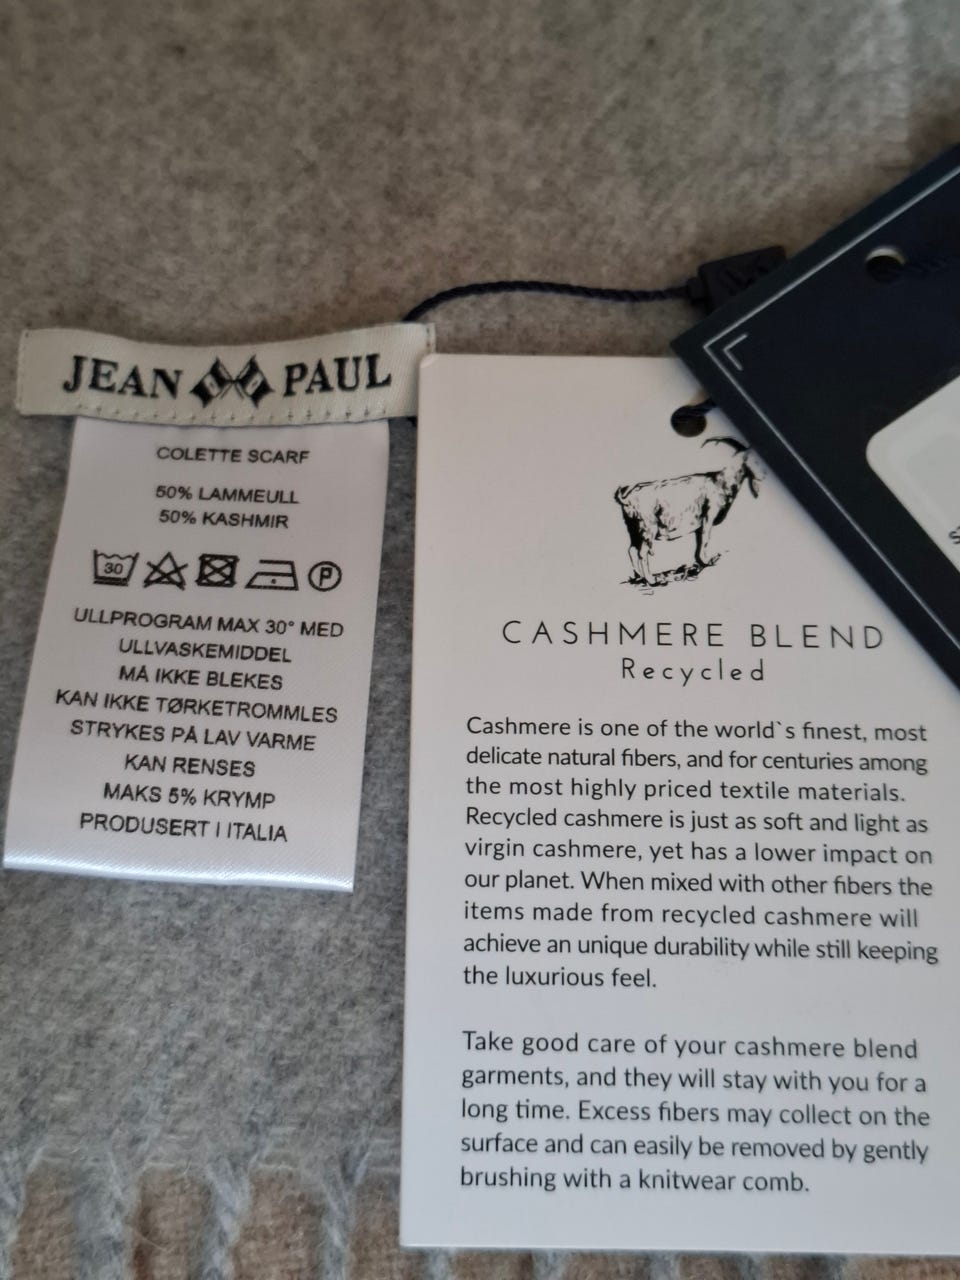 JEAN PAUL
COLETTE SCARF
50% LAMMEULL
50% KASHMIR
30
P
ULLPROGRAM MAX 30° MED
ULLVASKEMIDDEL
MÅ IKKE BLEKES
KAN IKKE TØRKETROMMLES
STRYKES PÅ LAV VARME
KAN RENSES
MAKS 5% KRYMP
PRODUSERT I ITALIA
CASHMERE BLEND
Recycled
Cashmere is one of the world`s finest, most
delicate natural fibers, and for centuries among
the most highly priced textile materials.
Recycled cashmere is just as soft and light as
virgin cashmere, yet has a lower impact on
our planet. When mixed with other fibers the
items made from recycled cashmere will
achieve an unique durability while still keeping
the luxurious feel.
Take good care of your cashmere blend
garments, and they will stay with you for a
long time. Excess fibers may collect on the
surface and can easily be removed by gently
brushing with a knitwear comb.